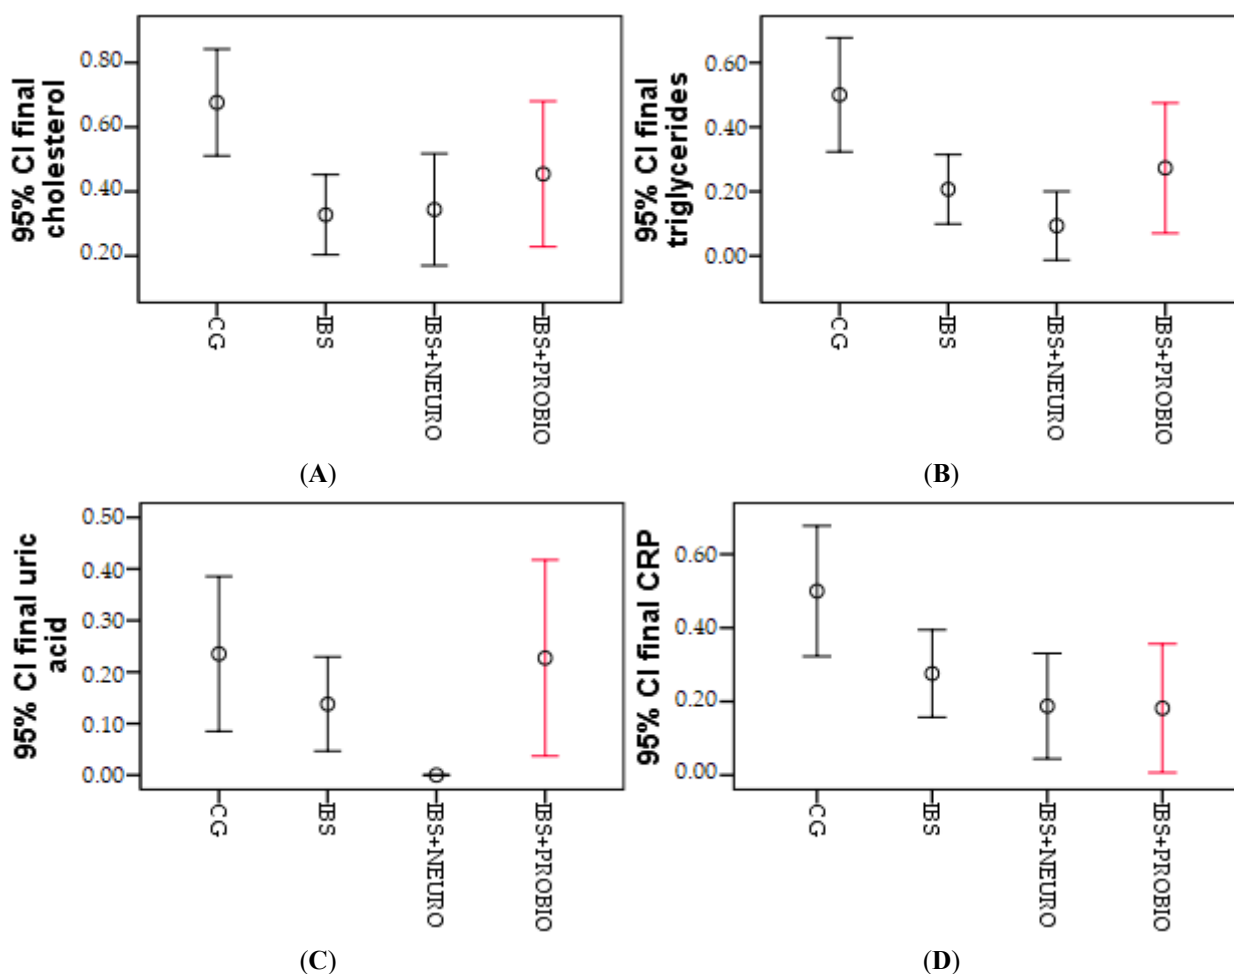 95% CI final
cholesterol
0.80
0.60
0.40
0.20
CG
IBS
IBS+NEURO
IBS+PROBIO
(A)
95% CI final
triglycerides
0.60
0.40
0.20
0.00
CG
IBS
IBS+NEURO
IBS+PROBIO
(B)
95% CI final uric
acid
0.50
0.40
0.30
0.20
0.10
0.00
CG
IBS
IBS+NEURO
IBS+PROBIO
(C)
95% CI final CRP
0.60
0.40
0.20
0.00
CG
IBS
IBS+NEURO
IBS+PROBIO
(D)